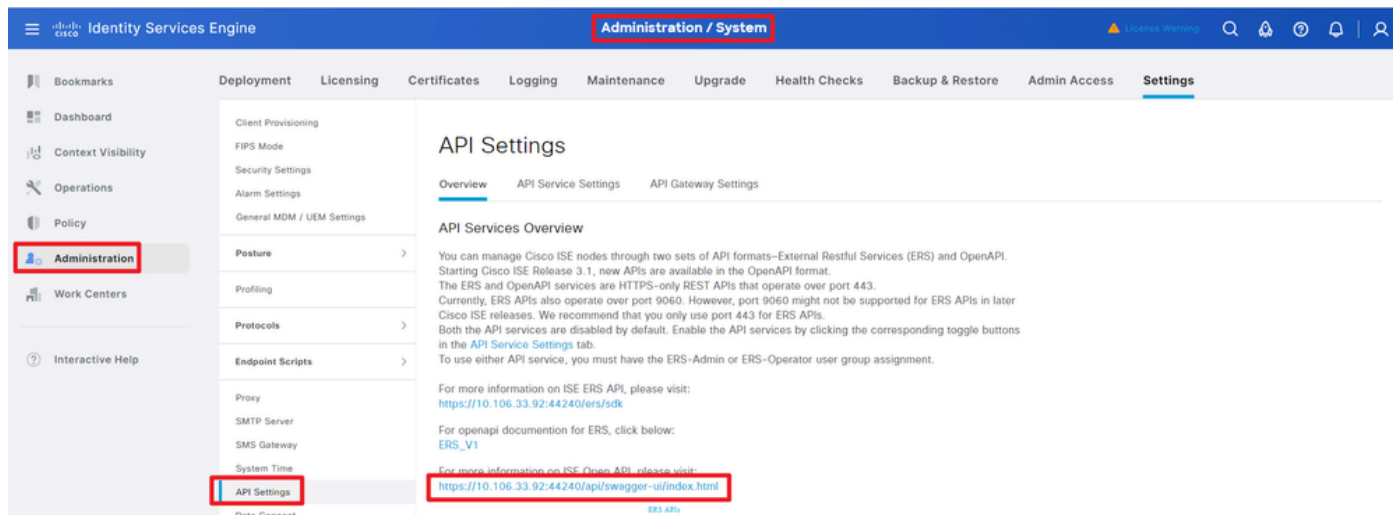 cisco Identity Services Engine
Administration / System
License Warning
Bookmarks
Dashboard
Context Visibility
Operations
Policy
Administration
Work Centers
Interactive Help
Deployment Licensing Certificates Logging Maintenance Upgrade Health Checks Backup & Restore Admin Access Settings
Client Provisioning
FIPS Mode
Security Settings
Alarm Settings
General MDM / UEM Settings
Posture
Profiling
Protocols
Endpoint Scripts
Proxy
SMTP Server
SMS Gateway
System Time
API Settings
Data Connect
API Settings
Overview API Service Settings API Gateway Settings
API Services Overview
You can manage Cisco ISE nodes through two sets of API formats–External Restful Services (ERS) and OpenAPI.
Starting Cisco ISE Release 3.1, new APIs are available in the OpenAPI format.
The ERS and OpenAPI services are HTTPS-only REST APIs that operate over port 443.
Currently, ERS APIs also operate over port 9060. However, port 9060 might not be supported for ERS APIs in later
Cisco ISE releases. We recommend that you only use port 443 for ERS APIs.
Both the API services are disabled by default. Enable the API services by clicking the corresponding toggle buttons
in the API Service Settings tab.
To use either API service, you must have the ERS-Admin or ERS-Operator user group assignment.
For more information on ISE ERS API, please visit:
https://10.106.33.92:44240/ers/sdk
For openapi documention for ERS, click below:
ERS_V1
For more information on ISE Open API, please visit:
https://10.106.33.92:44240/api/swagger-ui/index.html
ERS APIs